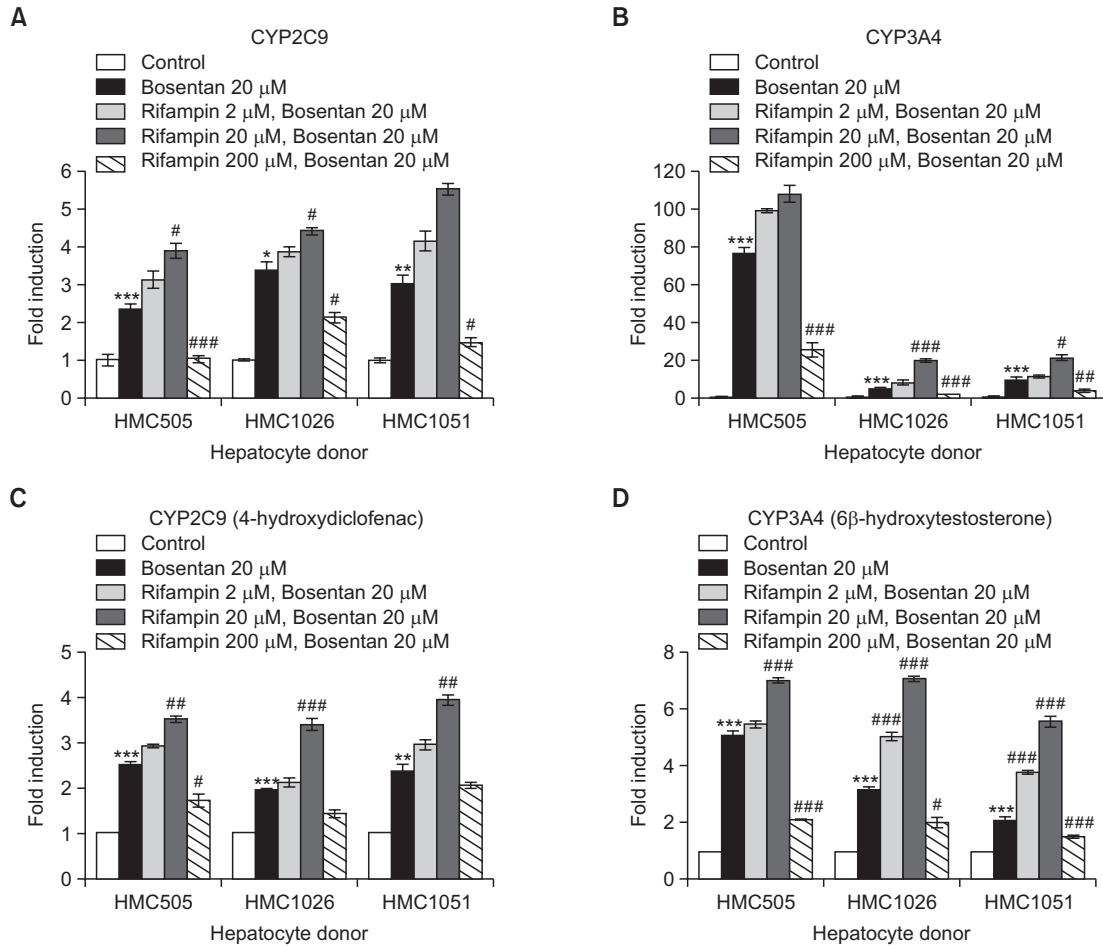 A
CYP2C9
Control
Bosentan 20 μM
Rifampin 2 μM, Bosentan 20 μM
Rifampin 20 μM, Bosentan 20 μM
Rifampin 200 μM, Bosentan 20 μM
Fold induction
6
5
4
3
2
1
0
***
#
###
*
#
#
**
#
HMC505 HMC1026 HMC1051
Hepatocyte donor
B
CYP3A4
Control
Bosentan 20 μM
Rifampin 2 μM, Bosentan 20 μM
Rifampin 20 μM, Bosentan 20 μM
Rifampin 200 μM, Bosentan 20 μM
Fold induction
120
100
80
60
40
20
0
***
###
***
###
###
***
#
##
HMC505 HMC1026 HMC1051
Hepatocyte donor
C
CYP2C9 (4-hydroxydiclofenac)
Control
Bosentan 20 μM
Rifampin 2 μM, Bosentan 20 μM
Rifampin 20 μM, Bosentan 20 μM
Rifampin 200 μM, Bosentan 20 μM
Fold induction
5
4
3
2
1
0
***
##
#
***
###
**
##
HMC505 HMC1026 HMC1051
Hepatocyte donor
D
CYP3A4 (6β-hydroxytestosterone)
Control
Bosentan 20 μM
Rifampin 2 μM, Bosentan 20 μM
Rifampin 20 μM, Bosentan 20 μM
Rifampin 200 μM, Bosentan 20 μM
Fold induction
8
6
4
2
0
***
###
###
***
###
###
#
***
###
###
###
HMC505 HMC1026 HMC1051
Hepatocyte donor